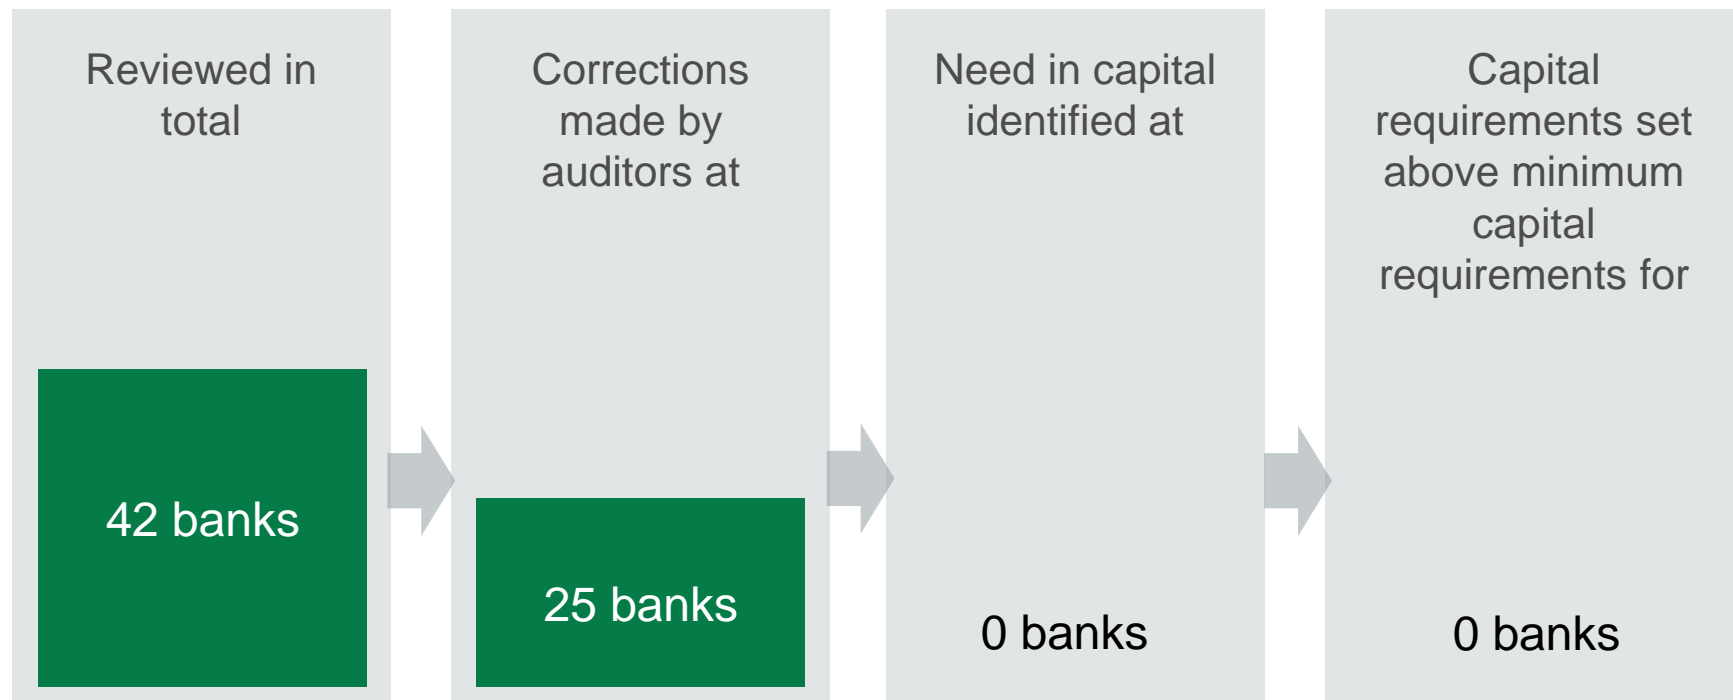 Reviewed in
total
42 banks
Corrections
made by
auditors at
25 banks
Need in capital
identified at
0 banks
Capital
requirements set
above minimum
capital
requirements for
0 banks